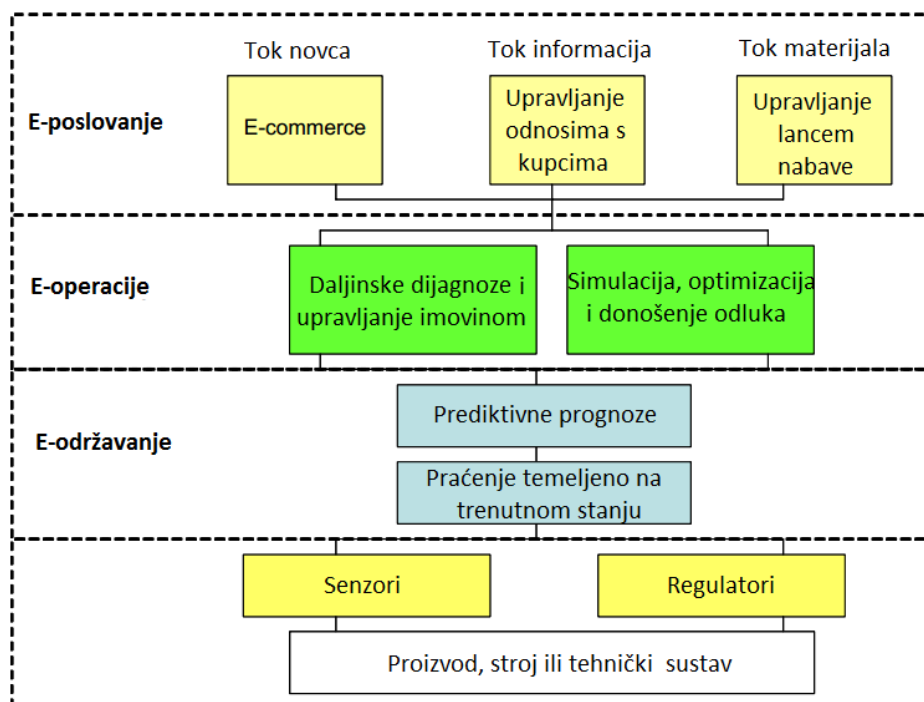 Tok novca
Tok informacija
Tok materijala
E-poslovanje
E-commerce
Upravljanje
odnosima s
kupcima
Upravljanje
lancem
nabave
E-operacije
Daljinske dijagnoze i
upravljanje imovinom
Simulacija, optimizacija
i donošenje odluka
E-održavanje
Prediktivne prognoze
Praćenje temeljeno na
trenutnom stanju
Senzori
Regulatori
Proizvod, stroj ili tehnički sustav